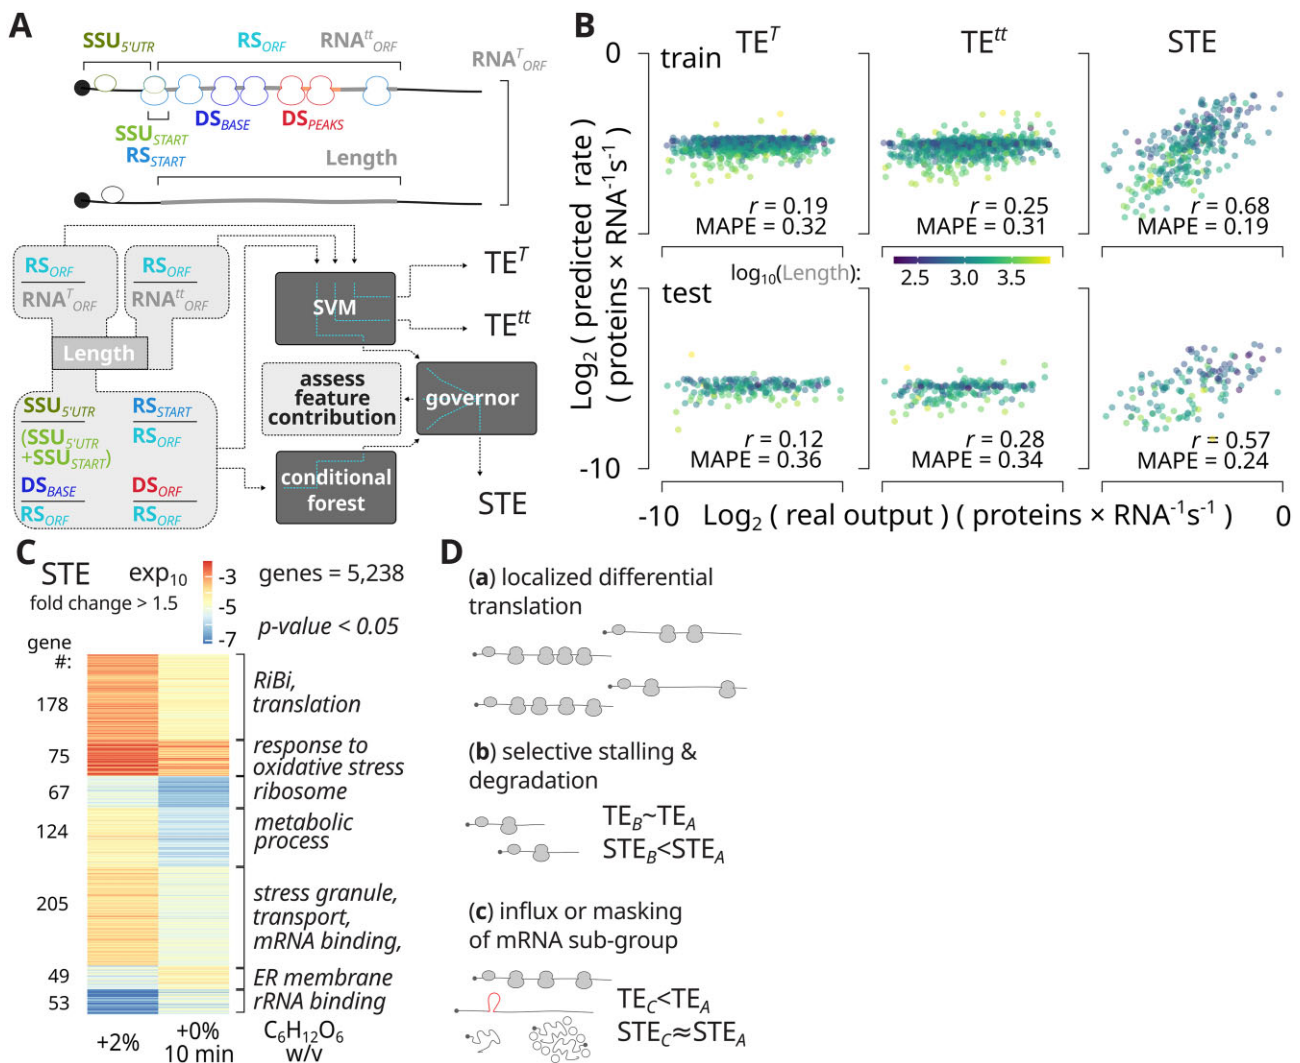 A
SSU5'UTR
RSORF
RNAttORF
RNATORF
SSUSTART
RSSTART
DSBASE
DSPEAKS
Length
RSORF
RNATORF
RSORF
RNAttORF
Length
SSU5'UTR
(SSU5'UTR
+SSUSTART)
RSSTART
RSORF
DSBASE
RSORF
DSORF
RSORF
SVM
TET
TEtt
assess
feature
contribution
governor
conditional
forest
STE
B
TET
TEtt
STE
0
train
r = 0.19
MAPE = 0.32
r = 0.25
MAPE = 0.31
r = 0.68
MAPE = 0.19
Log2 ( predicted rate )
( proteins × RNA-1s-1 )
log10(Length):
2.5 3.0 3.5
test
r = 0.12
MAPE = 0.36
r = 0.28
MAPE = 0.34
r = 0.57
MAPE = 0.24
-10
-10 Log2 ( real output ) ( proteins × RNA-1s-1 ) 0
C
STE
exp10
fold change > 1.5
-3
-5
-7
genes = 5,238
p-value < 0.05
gene
#:
178
RiBi,
translation
75
response to
oxidative stress
67
ribosome
124
metabolic
process
205
stress granule,
transport,
mRNA binding,
49
ER membrane
53
rRNA binding
+2%
+0%
10 min
C6H12O6
w/v
D
(a) localized differential
translation
(b) selective stalling &
degradation
TEB~TEA
STEB<STEA
(c) influx or masking
of mRNA sub-group
TEC<TEA
STEC≈STEA